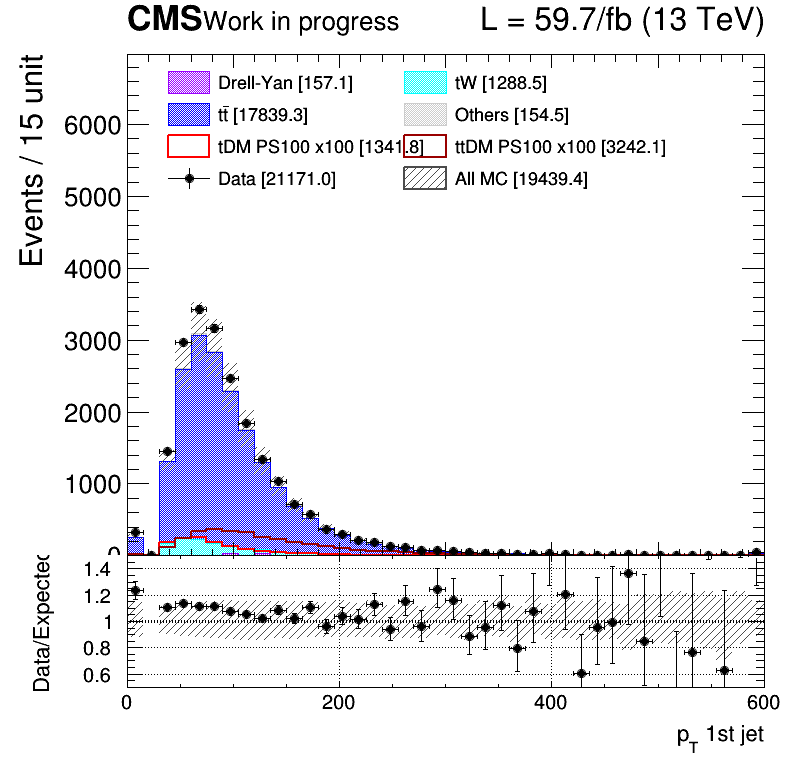 CMS Work in progress L = 59.7/fb (13 TeV)
Events / 15 unit
Drell-Yan [157.1] tW [1288.5]
tt̄ [17839.3] Others [154.5]
tDM PS100 x100 [1341.8] ttDM PS100 x100 [3242.1]
Data [21171.0] All MC [19439.4]
6000
5000
4000
3000
2000
1000
0
Data/Expected
1.4
1.2
1
0.8
0.6
0 200 400 600
p_T 1st jet